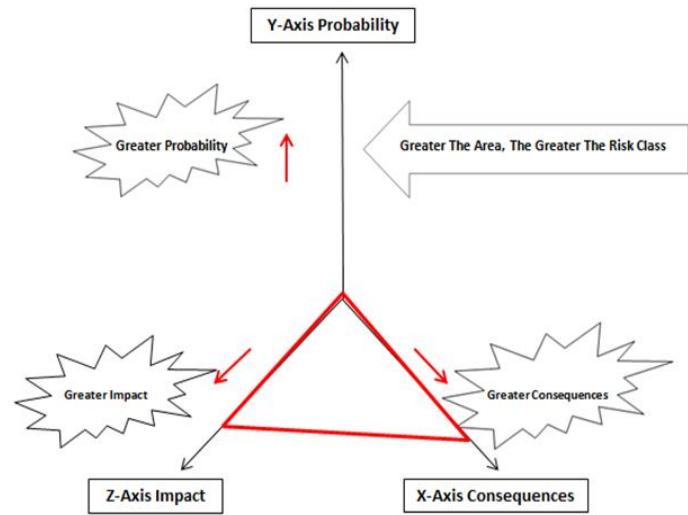 Y-Axis Probability
Greater Probability
Greater The Area, The Greater The Risk Class
Greater Impact
Greater Consequences
Z-Axis Impact
X-Axis Consequences